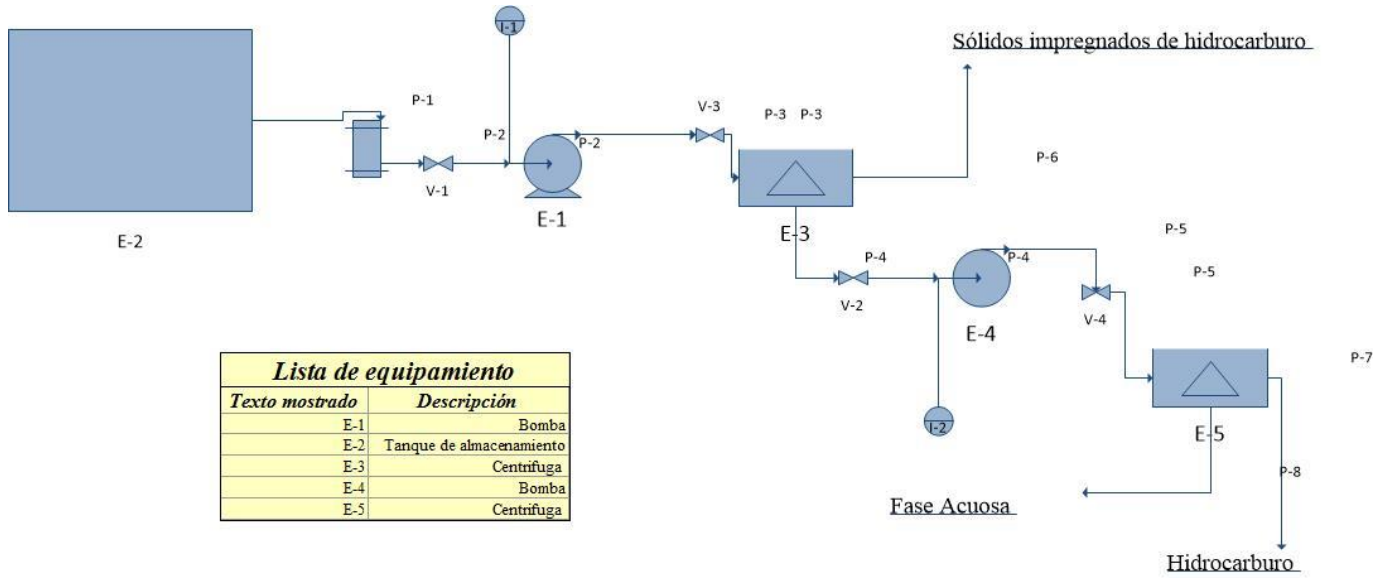 I-1
Sólidos impregnados de hidrocarburo
P-1
P-2
P-2
V-3
P-3 P-3
P-6
V-1
E-1
E-2
E-3
P-4
P-4
P-5
P-5
V-2
E-4
V-4
P-7
I-2
E-5
P-8
Fase Acuosa
Hidrocarburo
Lista de equipamiento
Texto mostrado Descripción
E-1 Bomba
E-2 Tanque de almacenamiento
E-3 Centrifuga
E-4 Bomba
E-5 Centrifuga